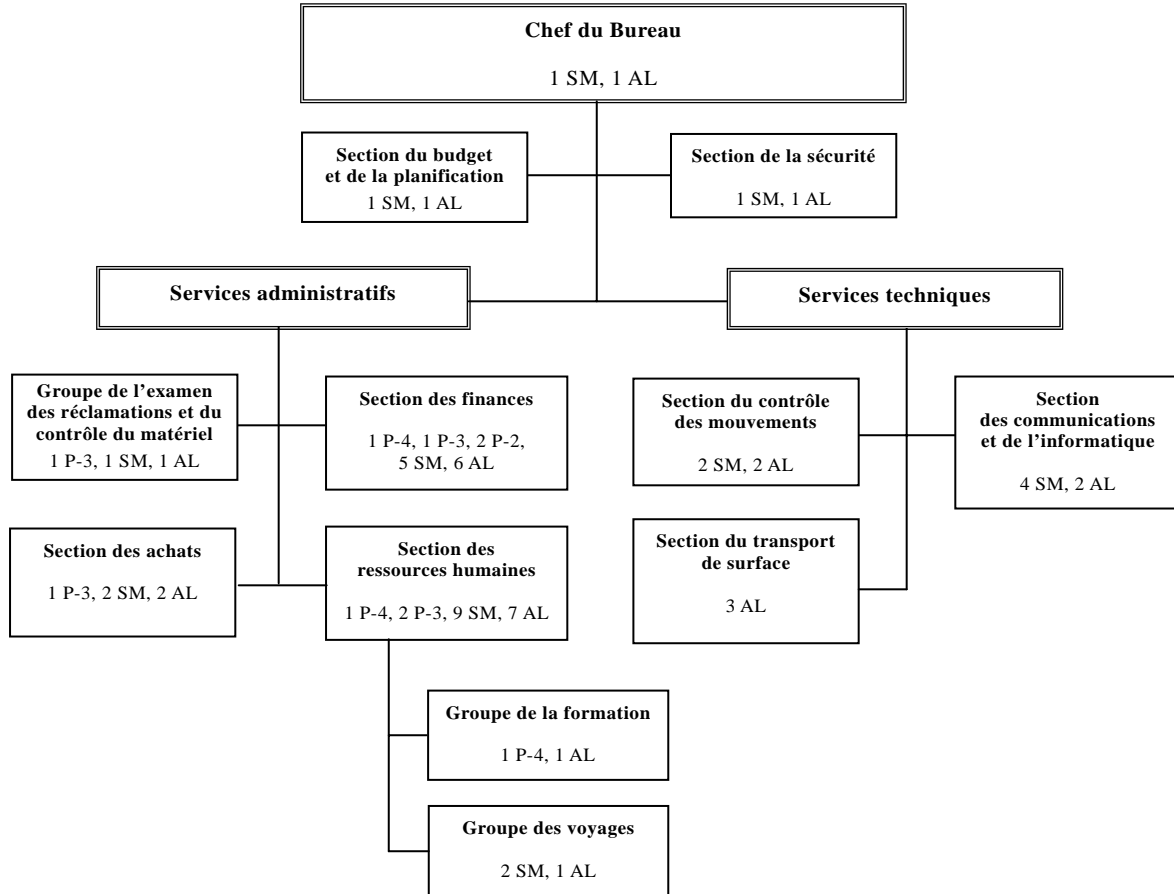 Chef du Bureau
1 SM, 1 AL
Section du budget
et de la planification
1 SM, 1 AL
Section de la sécurité
1 SM, 1 AL
Services administratifs
Services techniques
Groupe de l’examen
des réclamations et du
contrôle du matériel
1 P-3, 1 SM, 1 AL
Section des finances
1 P-4, 1 P-3, 2 P-2,
5 SM, 6 AL
Section du contrôle
des mouvements
2 SM, 2 AL
Section
des communications
et de l’informatique
4 SM, 2 AL
Section des achats
1 P-3, 2 SM, 2 AL
Section des
ressources humaines
1 P-4, 2 P-3, 9 SM, 7 AL
Section du transport
de surface
3 AL
Groupe de la formation
1 P-4, 1 AL
Groupe des voyages
2 SM, 1 AL